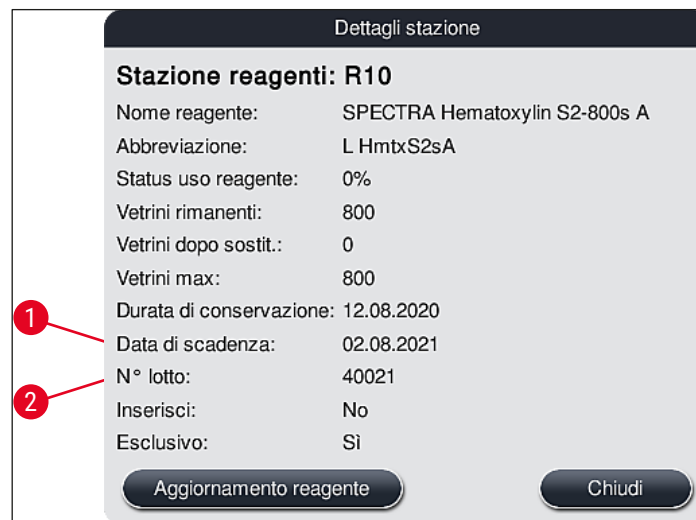 Dettagli stazione
Stazione reagenti: R10
Nome reagente: SPECTRA Hematoxylin S2-800s A
Abbreviazione: L HmtxS2sA
Status uso reagente: 0%
Vetrini rimanenti: 800
Vetrini dopo sostit.: 0
Vetrini max: 800
Durata di conservazione: 12.08.2020
1
Data di scadenza: 02.08.2021
N° lotto: 40021
2
Inserisci: No
Esclusivo: Sì
Aggiornamento reagente Chiudi